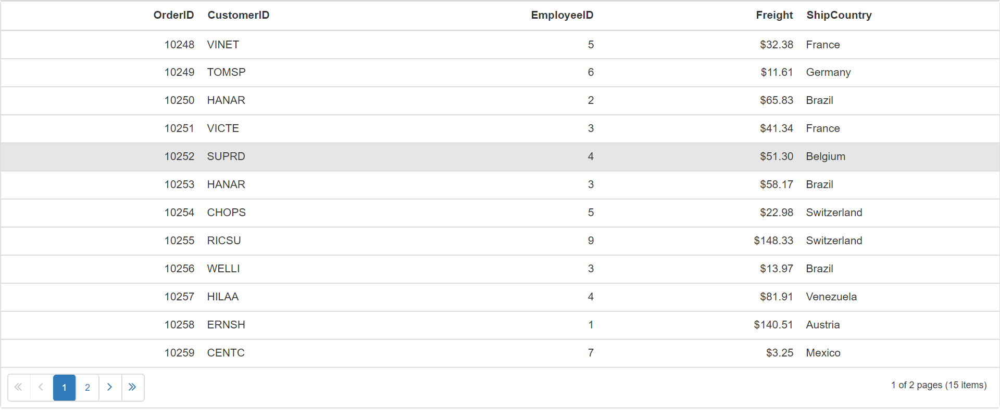 OrderID CustomerID EmployeeID Freight ShipCountry
10248 VINET 5 $32.38 France
10249 TOMSP 6 $11.61 Germany
10250 HANAR 2 $65.83 Brazil
10251 VICTE 3 $41.34 France
10252 SUPRD 4 $51.30 Belgium
10253 HANAR 3 $58.17 Brazil
10254 CHOPS 5 $22.98 Switzerland
10255 RICSU 9 $148.33 Switzerland
10256 WELLI 3 $13.97 Brazil
10257 HILAA 4 $81.91 Venezuela
10258 ERNSH 1 $140.51 Austria
10259 CENTC 7 $3.25 Mexico
1 2 1 of 2 pages (15 items)